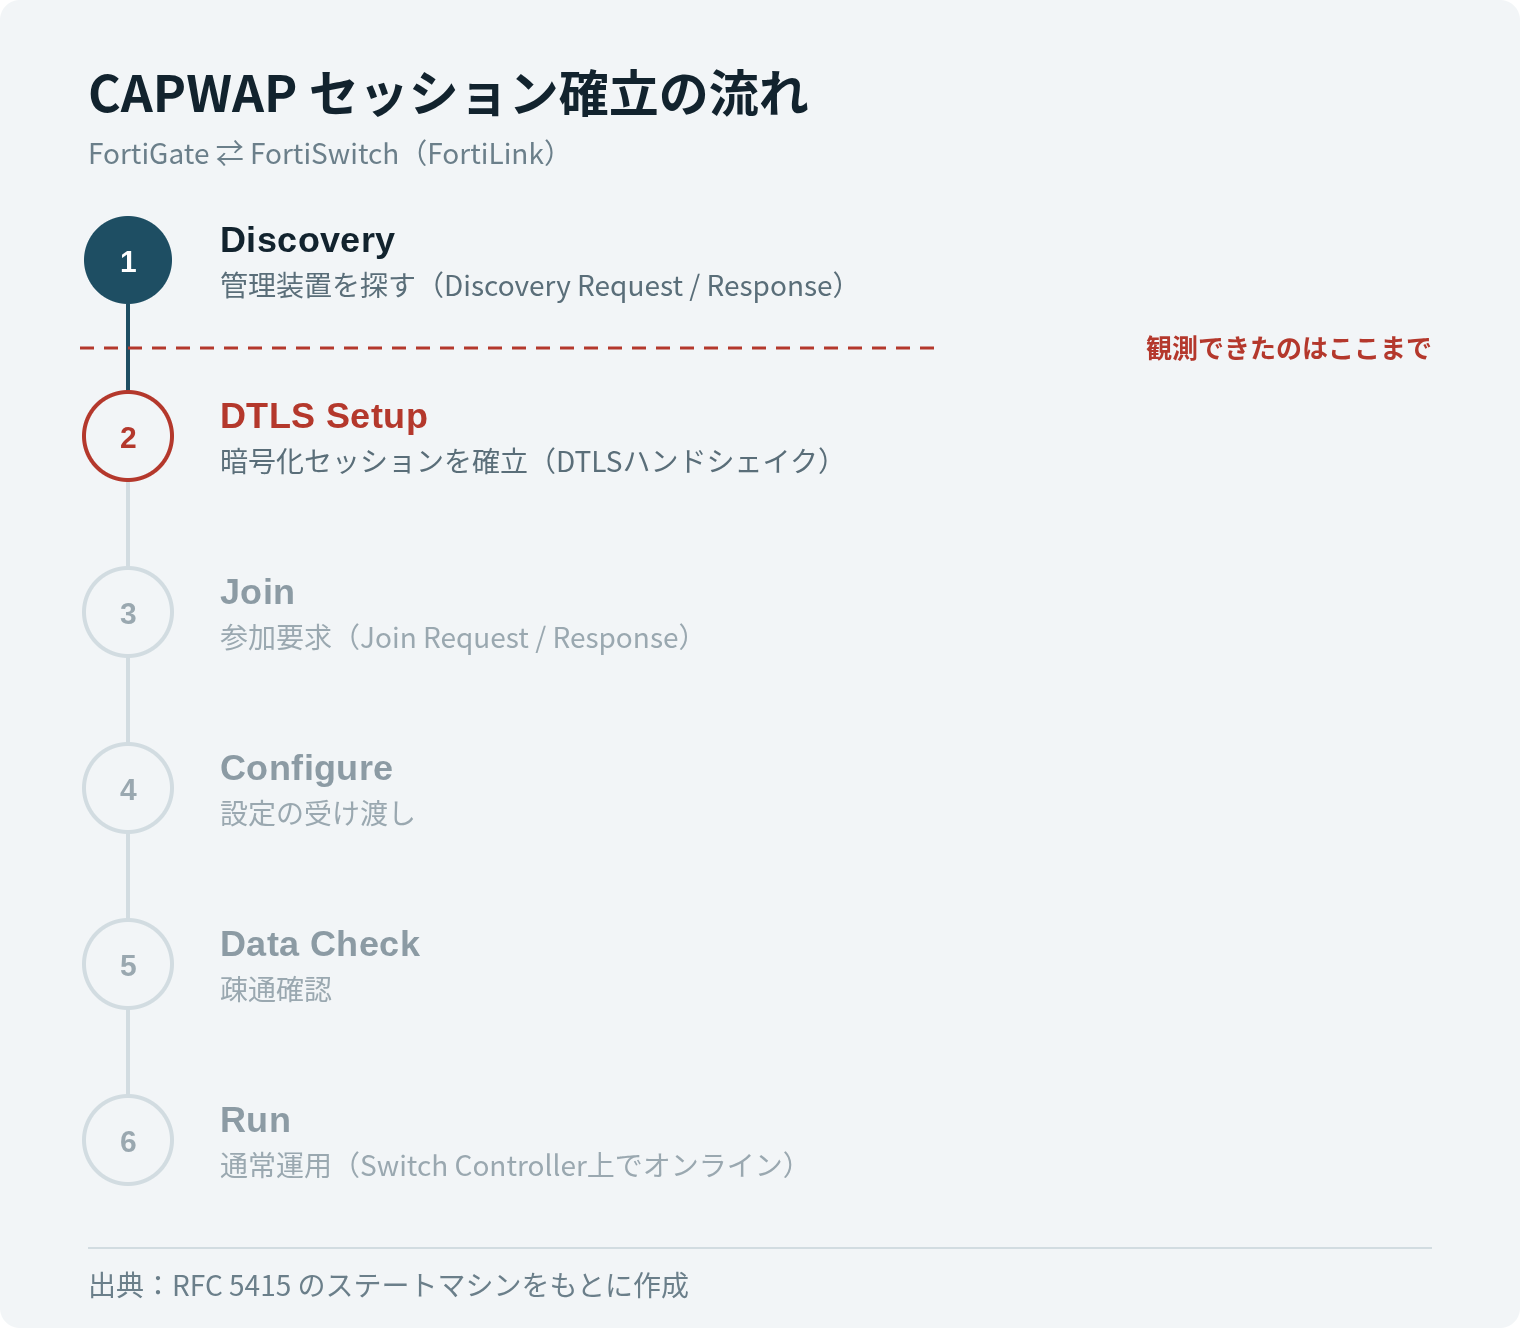 CAPWAP セッション確立の流れ
FortiGate ⇄ FortiSwitch（FortiLink）
1
Discovery
管理装置を探す（Discovery Request / Response）
観測できたのはここまで
2
DTLS Setup
暗号化セッションを確立（DTLSハンドシェイク）
3
Join
参加要求（Join Request / Response）
4
Configure
設定の受け渡し
5
Data Check
疎通確認
6
Run
通常運用（Switch Controller上でオンライン）
出典：RFC 5415 のステートマシンをもとに作成